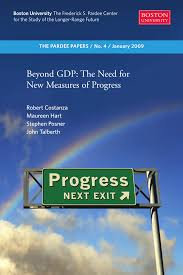 Boston University The Frederick S. Pardee Center
for the Study of the Longer-Range Future
BOSTON
UNIVERSITY
THE PARDEE PAPERS / No. 4 / January 2009
Beyond GDP: The Need for
New Measures of Progress
Robert Costanza
Maureen Hart
Stephen Posner
John Talberth
Progress
NEXT EXIT